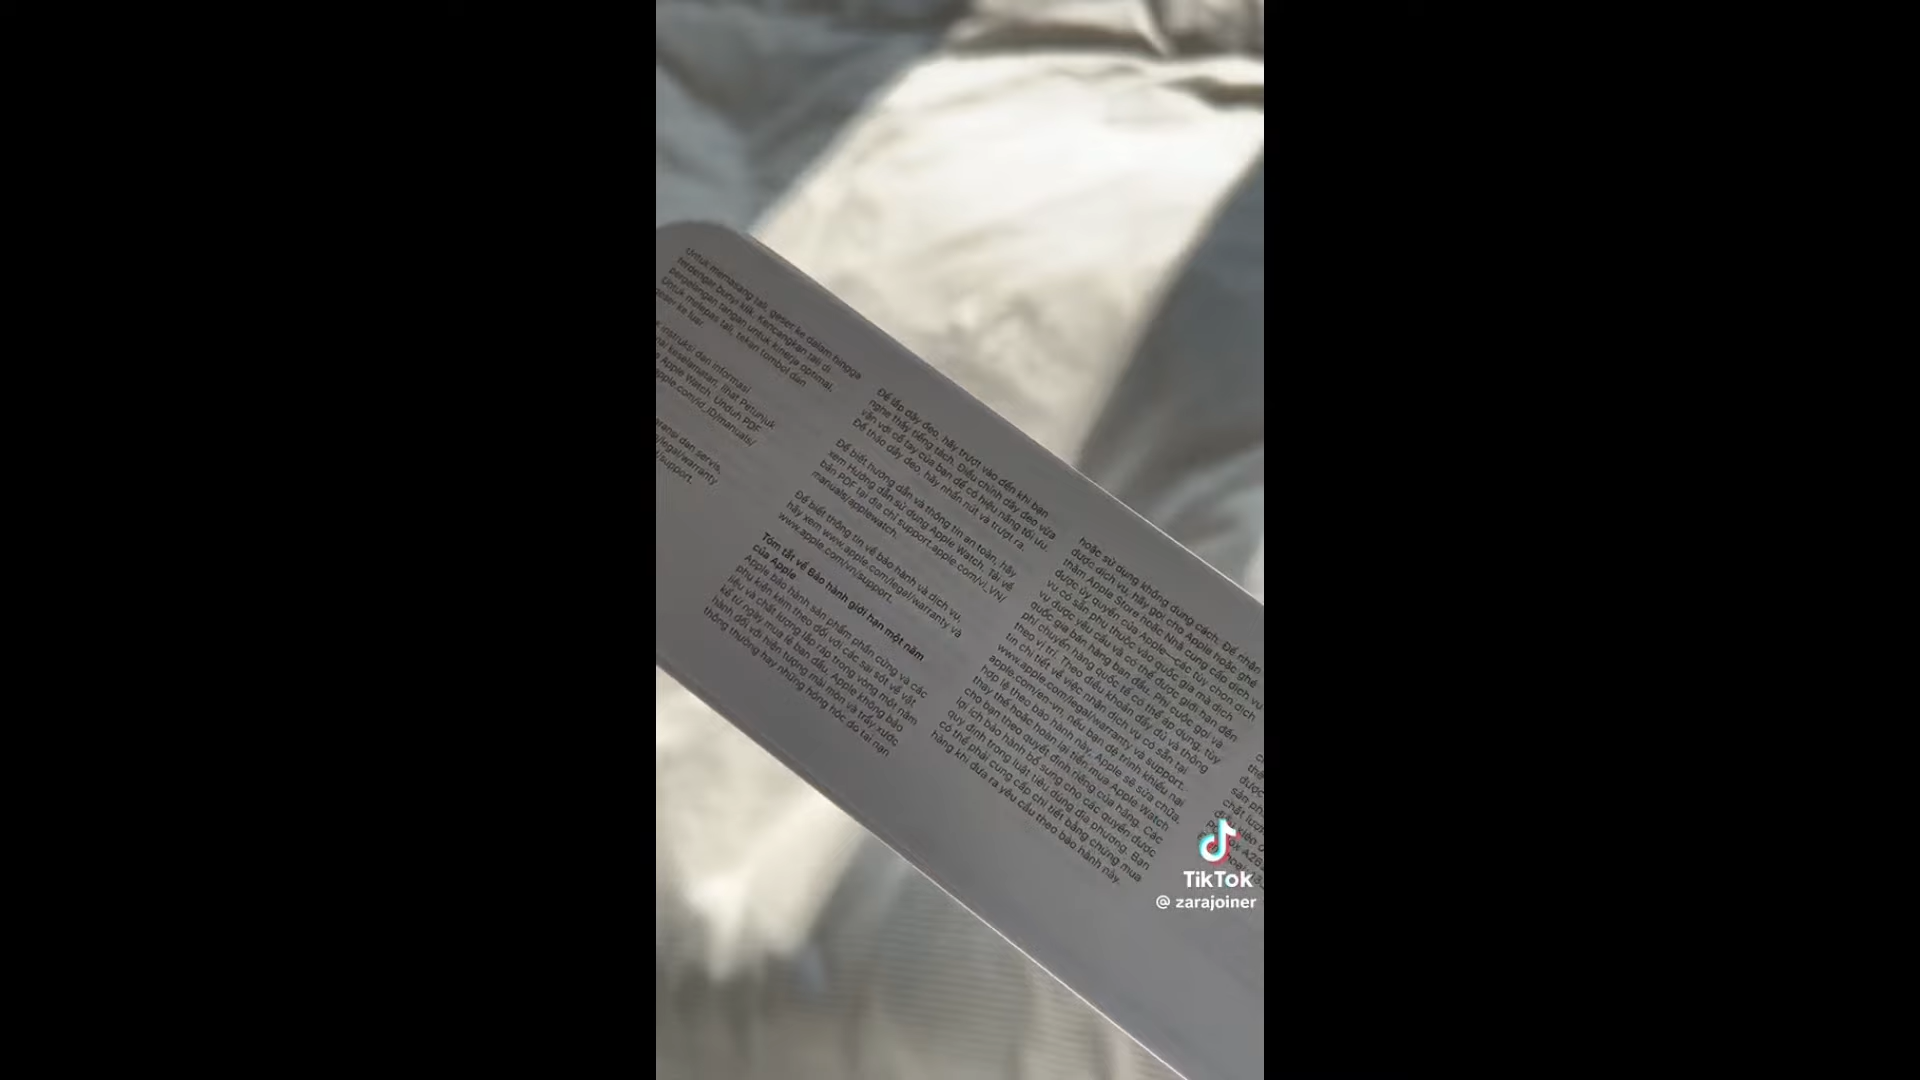 Untuk memasang tali, geser ke dalam hingga
terdengar bunyi klik. Kencangkan tali di
pergelangan tangan untuk kinerja optimal.
Untuk melepas tali, tekan tombol dan
geser ke luar.
instruksi dan informasi
keselamatan, lihat Petunjuk
Apple Watch. Unduh PDF
apple.com/id_ID/manuals/
garansi dan servis,
/legal/warranty
/support.
Để lắp dây đeo, hãy trượt vào đến khi bạn
nghe thấy tiếng tách. Điều chỉnh dây đeo vừa
vặn với cổ tay của bạn để có hiệu năng tối ưu.
Để tháo dây đeo, hãy nhấn nút và trượt ra.
Để biết hướng dẫn và thông tin an toàn, hãy
xem Hướng dẫn sử dụng Apple Watch. Tải về
bản PDF tại địa chỉ support.apple.com/vi_VN/
manuals/applewatch.
Để biết thông tin về bảo hành và dịch vụ,
hãy xem www.apple.com/legal/warranty và
www.apple.com/vn/support.
Tóm tắt về Bảo hành giới hạn một năm
của Apple
Apple bảo hành sản phẩm phần cứng và các
phụ kiện kèm theo đối với các sai sót về vật
liệu và chất lượng lắp ráp trong vòng một năm
kể từ ngày mua lẻ ban đầu. Apple không bảo
hành đối với hiện tượng mài mòn và trầy xước
thông thường hay những hỏng hóc do tai nạn
hoặc sử dụng không đúng cách. Để nhận
được dịch vụ, hãy gọi cho Apple hoặc ghé
thăm Apple Store hoặc Nhà cung cấp dịch vụ
được ủy quyền của Apple—các tùy chọn dịch
vụ có sẵn phụ thuộc vào quốc gia mà dịch
vụ được yêu cầu và có thể được giới hạn đến
quốc gia bán hàng ban đầu. Phí cuộc gọi và
phí chuyển hàng quốc tế có thể áp dụng, tùy
theo vị trí. Theo điều khoản đầy đủ và thông
tin chi tiết về việc nhận dịch vụ có sẵn tại
www.apple.com/legal/warranty và support.
apple.com/en-vn, nếu bạn đệ trình khiếu nại
hợp lệ theo bảo hành này, Apple sẽ sửa chữa,
thay thế hoặc hoàn lại tiền mua Apple Watch
cho bạn theo quyết định riêng của hãng. Các
lợi ích bảo hành bổ sung cho các quyền được
quy định trong luật tiêu dùng địa phương. Bạn
có thể phải cung cấp chi tiết bằng chứng mua
hàng khi đưa ra yêu cầu theo bảo hành này.
được
sản ph
chất lượ
TikTok
@ zarajoiner